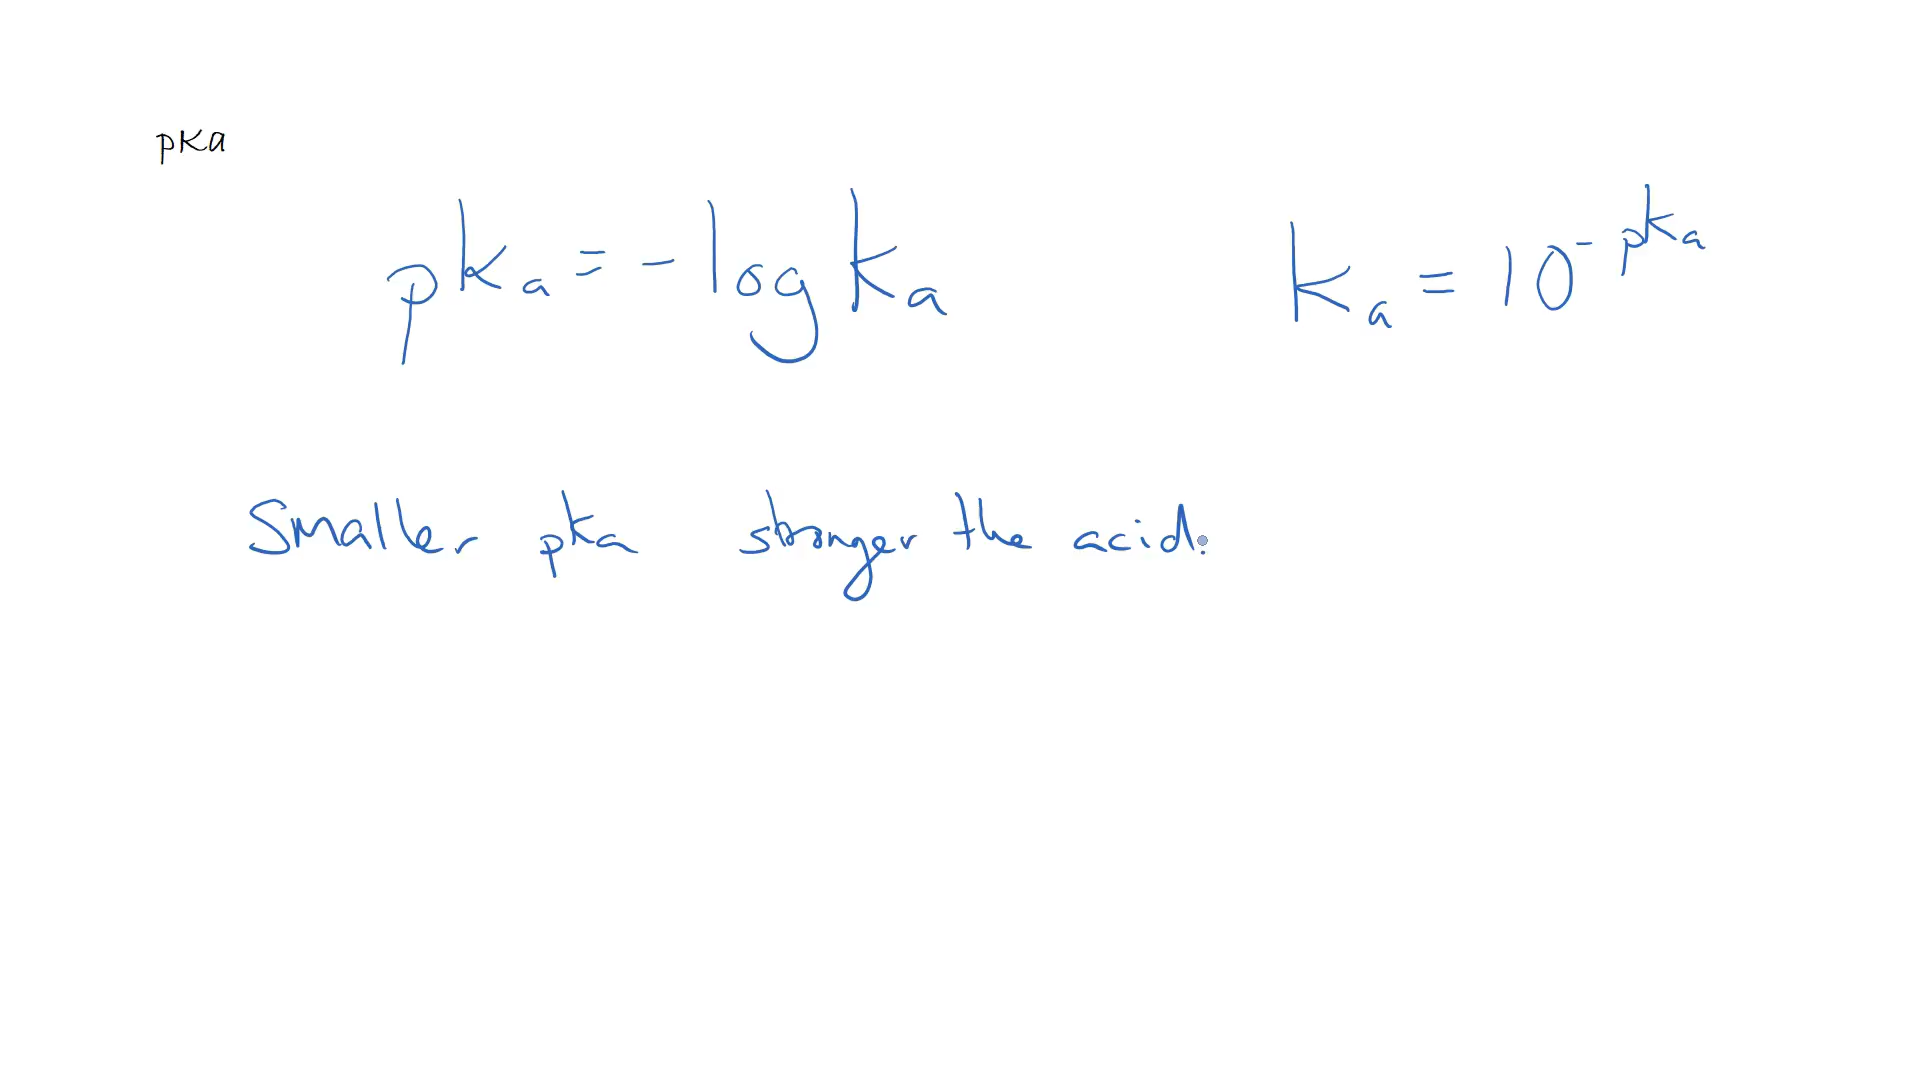 pKa
pKa = - log Ka
Ka = 10^-pKa
Smaller pka stronger the acid.